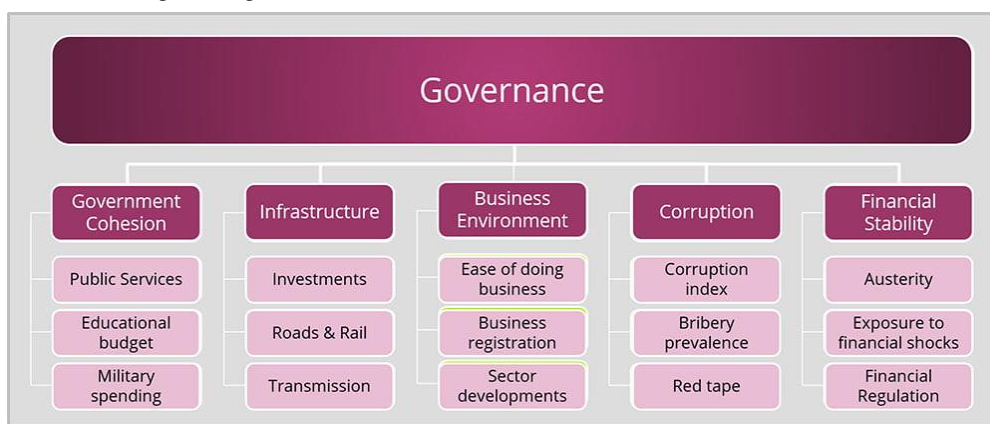 Governance
Government
Cohesion
Public Services
Educational
budget
Military
spending
Infrastructure
Investments
Roads & Rail
Transmission
Business
Environment
Ease of doing
business
Business
registration
Sector
developments
Corruption
Corruption
index
Bribery
prevalence
Red tape
Financial
Stability
Austerity
Exposure to
financial shocks
Financial
Regulation